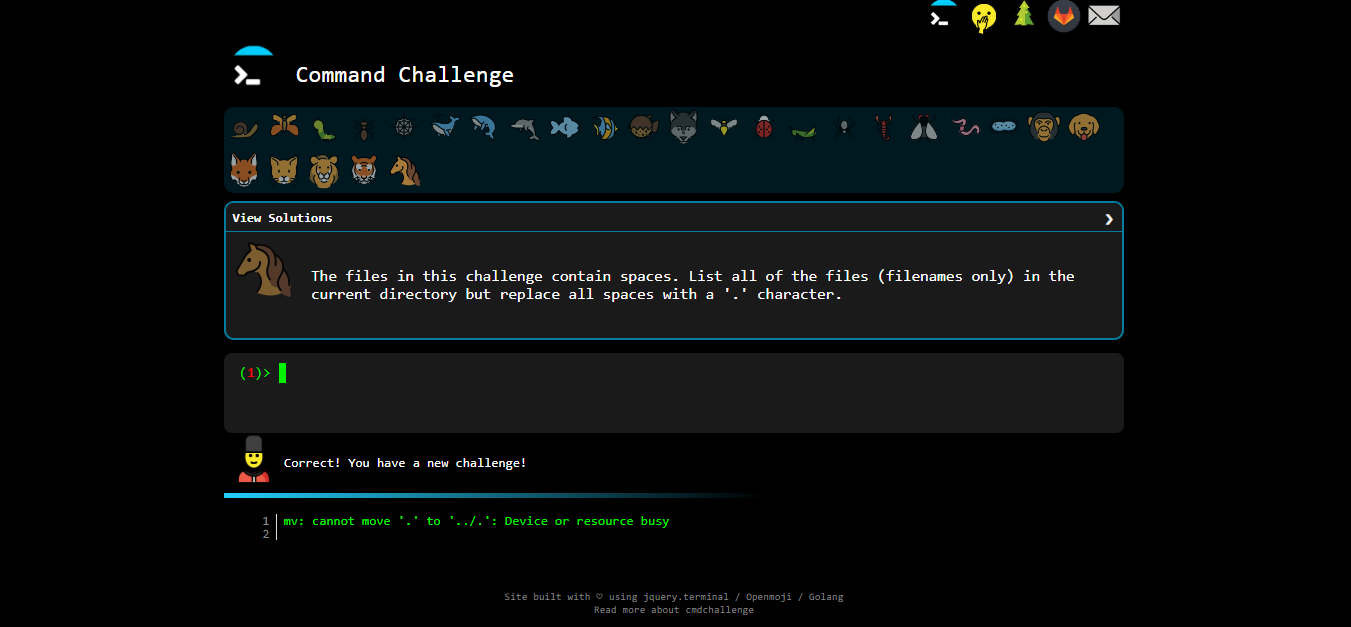 Command Challenge
View Solutions
The files in this challenge contain spaces. List all of the files (filenames only) in the
current directory but replace all spaces with a '.' character.
(1)>
Correct! You have a new challenge!
1 mv: cannot move '.' to '../.': Device or resource busy
2
Site built with ♡ using jquery.terminal / Openmoji / Golang
Read more about cmdchallenge